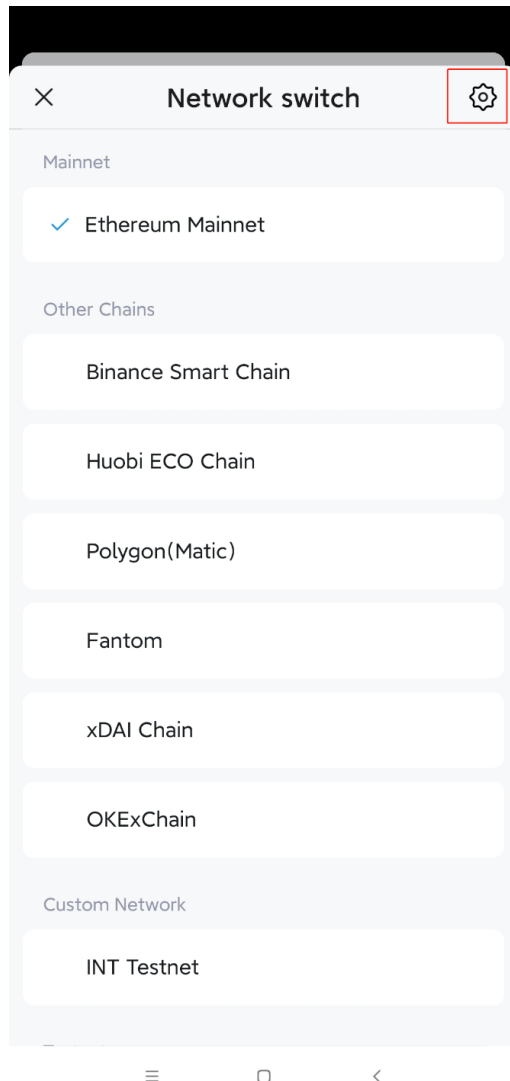 Network switch
Mainnet
Ethereum Mainnet
Other Chains
Binance Smart Chain
Huobi ECO Chain
Polygon(Matic)
Fantom
xDAI Chain
OKExChain
Custom Network
INT Testnet